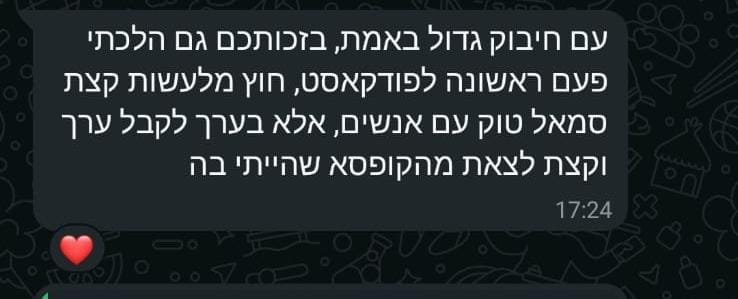 עם חיבוק גדול באמת, בזכותכם גם הלכתי
פעם ראשונה לפודקאסט, חוץ מלעשות קצת
סמאל טוק עם אנשים, אלא בערך לקבל ערך
וקצת לצאת מהקופסא שהייתי בה
17:24